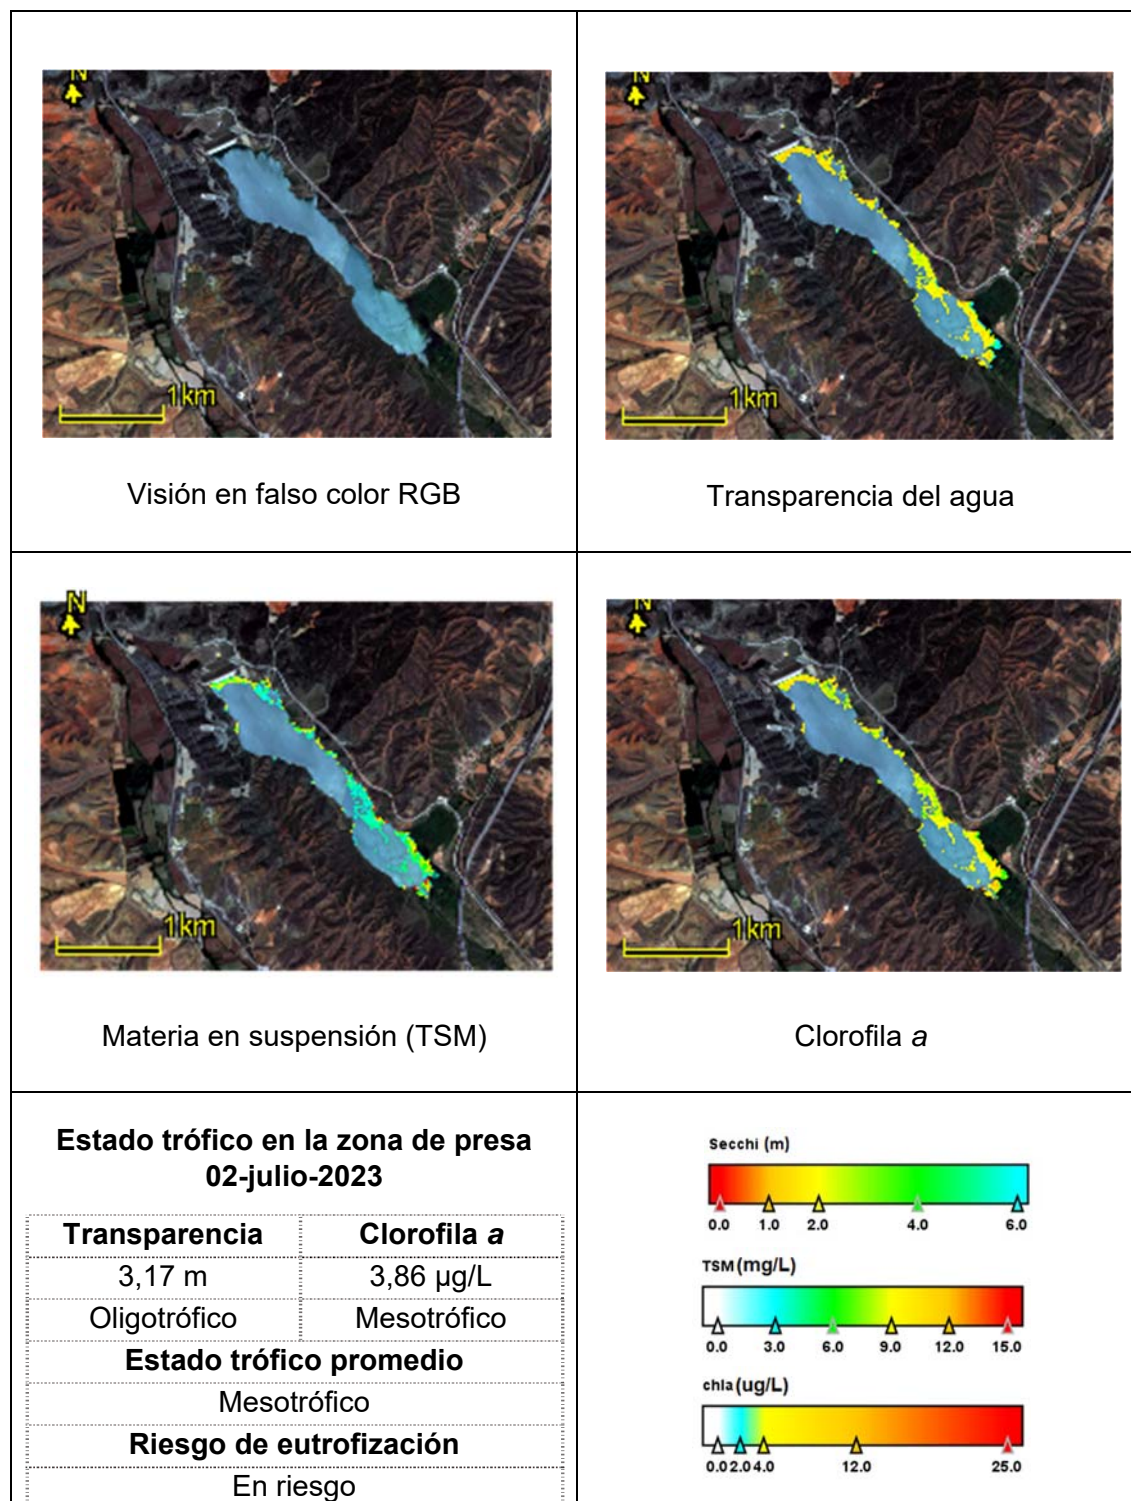 N
1km
Visión en falso color RGB
N
1km
Transparencia del agua
N
1km
Materia en suspensión (TSM)
N
1km
Clorofila a
Estado trófico en la zona de presa
02-julio-2023
Transparencia Clorofila a
3,17 m 3,86 µg/L
Oligotrófico Mesotrófico
Estado trófico promedio
Mesotrófico
Riesgo de eutrofización
En riesgo
Secchi (m)
0.0 1.0 2.0 4.0 6.0
TSM (mg/L)
0.0 3.0 6.0 9.0 12.0 15.0
chla (ug/L)
0.0 2.0 4.0 12.0 25.0